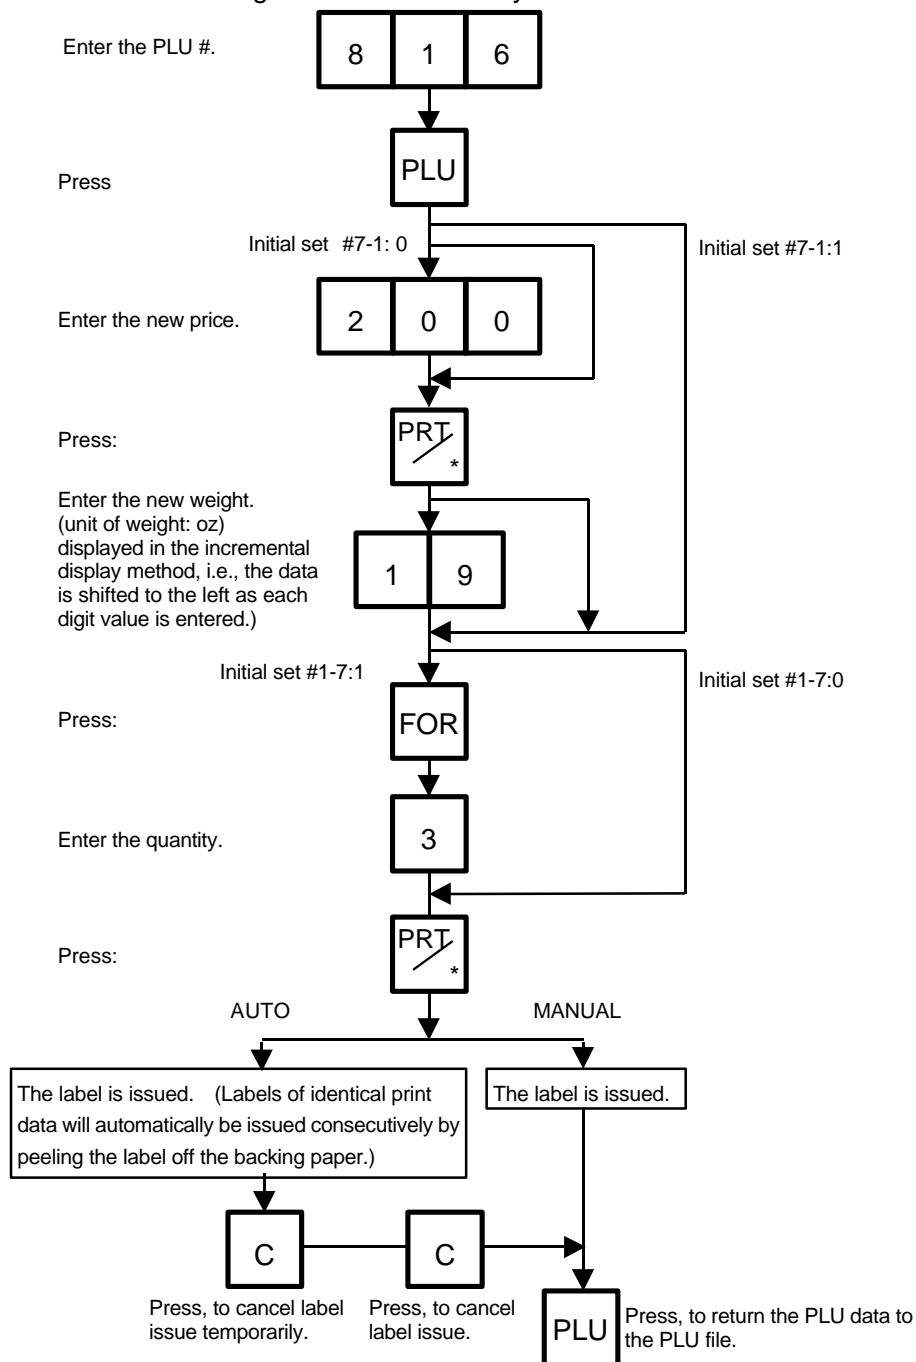 Enter the PLU #.
8 1 6
Press
PLU
Initial set #7-1: 0
Initial set #7-1:1
Enter the new price.
2 0 0
Press:
PRT
*
Enter the new weight.
(unit of weight: oz)
displayed in the incremental
display method, i.e., the data
is shifted to the left as each
digit value is entered.)
1 9
Initial set #1-7:1
Initial set #1-7:0
Press:
FOR
Enter the quantity.
3
Press:
PRT
*
AUTO
MANUAL
The label is issued. (Labels of identical print
data will automatically be issued consecutively by
peeling the label off the backing paper.)
The label is issued.
C
Press, to cancel label
issue temporarily.
C
Press, to cancel
label issue.
PLU
Press, to return the PLU data to
the PLU file.